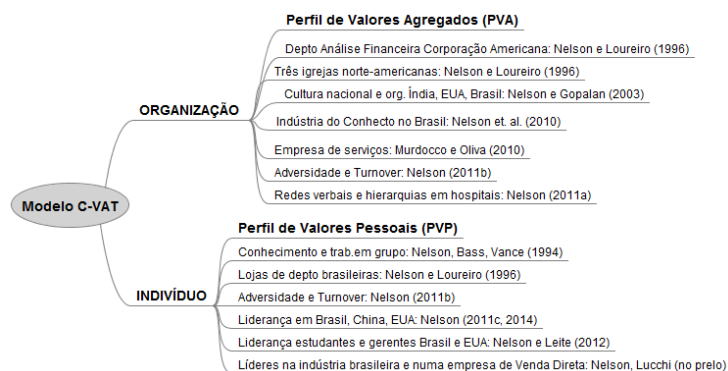 Perfil de Valores Agregados (PVA)
Depto Análise Financeira Corporação Americana: Nelson e Loureiro (1996)
Três igrejas norte-americanas: Nelson e Loureiro (1996)
Cultura nacional e org. Índia, EUA, Brasil: Nelson e Gopalan (2003)
ORGANIZAÇÃO
Indústria do Conhecto no Brasil: Nelson et. al. (2010)
Empresa de serviços: Murdocco e Oliva (2010)
Adversidade e Turnover: Nelson (2011b)
Redes verbais e hierarquias em hospitais: Nelson (2011a)
Modelo C-VAT
Perfil de Valores Pessoais (PVP)
Conhecimento e trab.em grupo: Nelson, Bass, Vance (1994)
Lojas de depto brasileiras: Nelson e Loureiro (1996)
INDIVÍDUO
Adversidade e Turnover: Nelson (2011b)
Liderança em Brasil, China, EUA: Nelson (2011c, 2014)
Liderança estudantes e gerentes Brasil e EUA: Nelson e Leite (2012)
Líderes na indústria brasileira e numa empresa de Venda Direta: Nelson, Lucchi (no prelo)